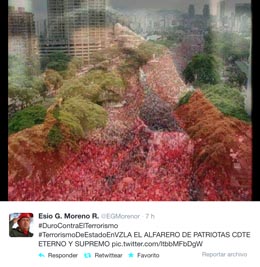 Esio G. Moreno R. @EGMorenor · 7 h
#DuroContraElTerrorismo
#TerrorismoDeEstadoEnVZLA EL ALFARERO DE PATRIOTAS CDTE
ETERNO Y SUPREMO pic.twitter.com/ltbbMFbDgW
Responder Retwittear Favorito Reportar archivo